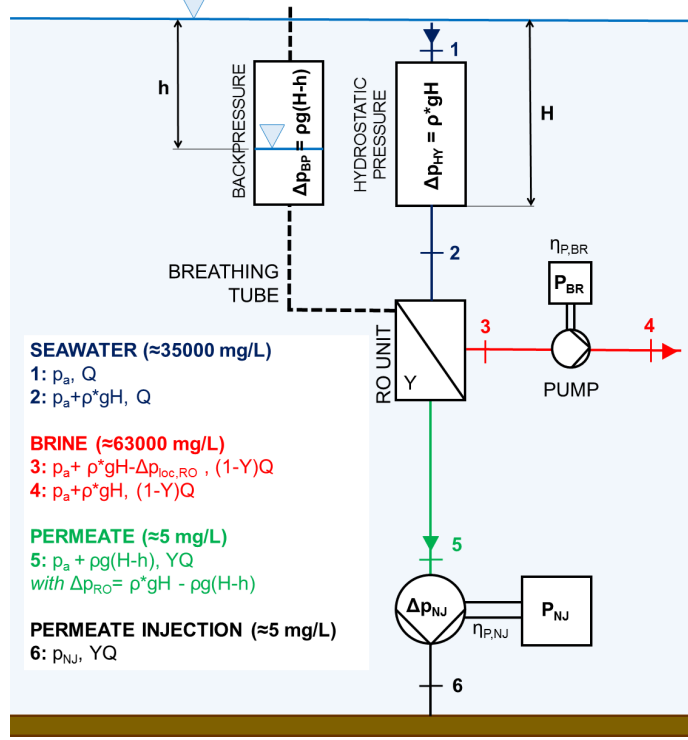 h
BACKPRESSURE
Δp_BP = ρg(H-h)
HYDROSTATIC
PRESSURE
Δp_HY = ρ*gH
1
H
2
BREATHING
TUBE
η_P,BR
P_BR
3
4
PUMP
RO UNIT
Y
SEAWATER (≈35000 mg/L)
1: p_a, Q
2: p_a+ρ*gH, Q
BRINE (≈63000 mg/L)
3: p_a+ ρ*gH-Δp_loc,RO , (1-Y)Q
4: p_a+ρ*gH, (1-Y)Q
PERMEATE (≈5 mg/L)
5: p_a + ρg(H-h), YQ
with Δp_RO= ρ*gH - ρg(H-h)
PERMEATE INJECTION (≈5 mg/L)
6: p_NJ, YQ
5
Δp_NJ
η_P,NJ
P_NJ
6